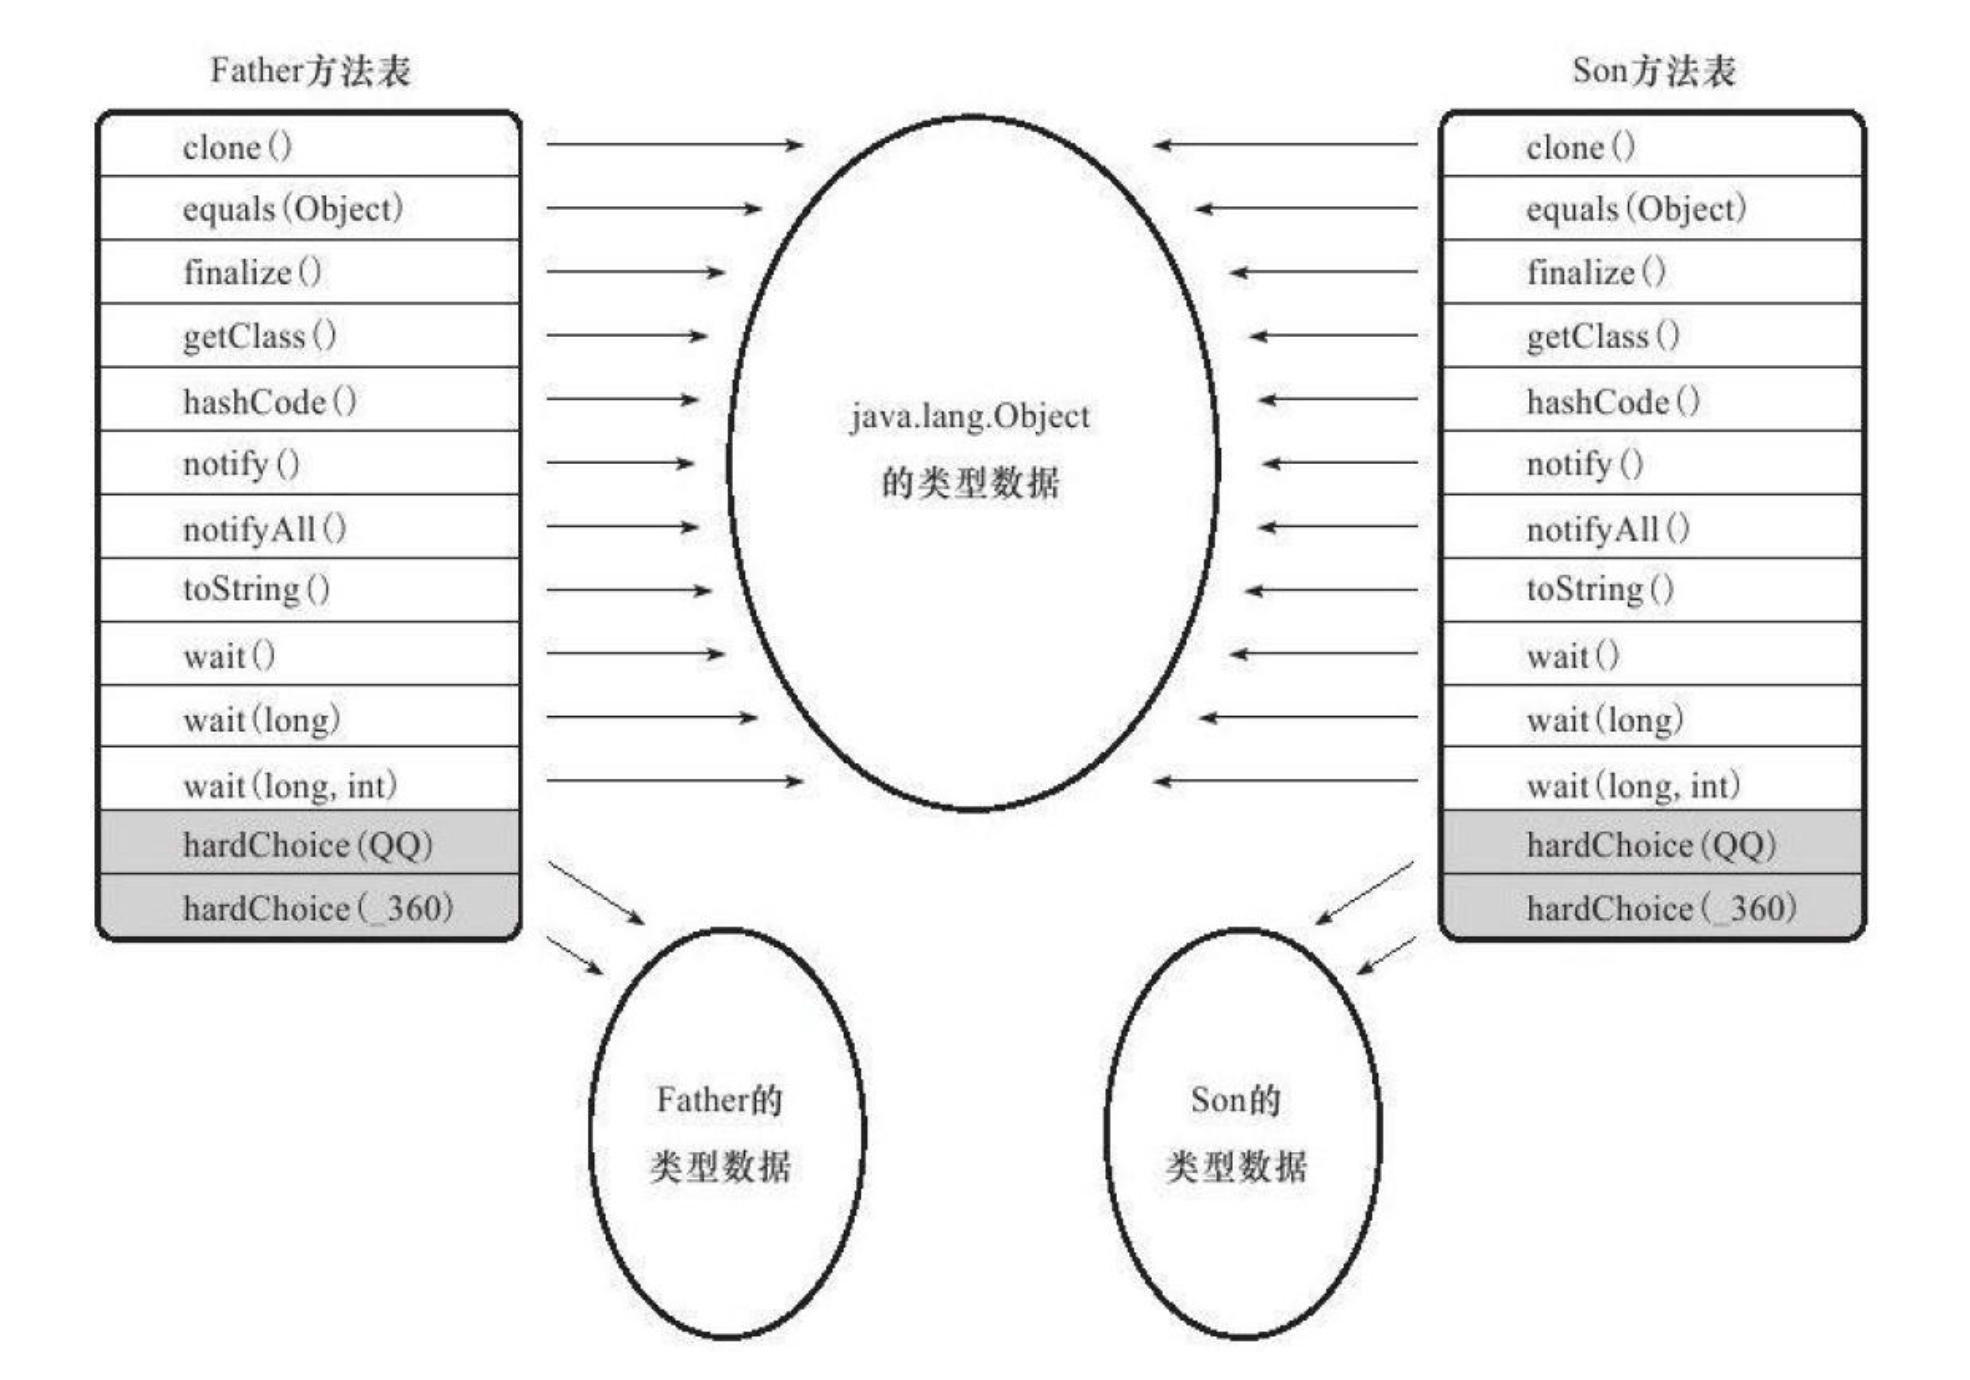 Father方法表
clone()
equals(Object)
finalize()
getClass()
hashCode()
notify()
notifyAll()
toString()
wait()
wait(long)
wait(long, int)
hardChoice(QQ)
hardChoice(_360)
java.lang.Object
的类型数据
Son方法表
clone()
equals(Object)
finalize()
getClass()
hashCode()
notify()
notifyAll()
toString()
wait()
wait(long)
wait(long, int)
hardChoice(QQ)
hardChoice(_360)
Father的
类型数据
Son的
类型数据